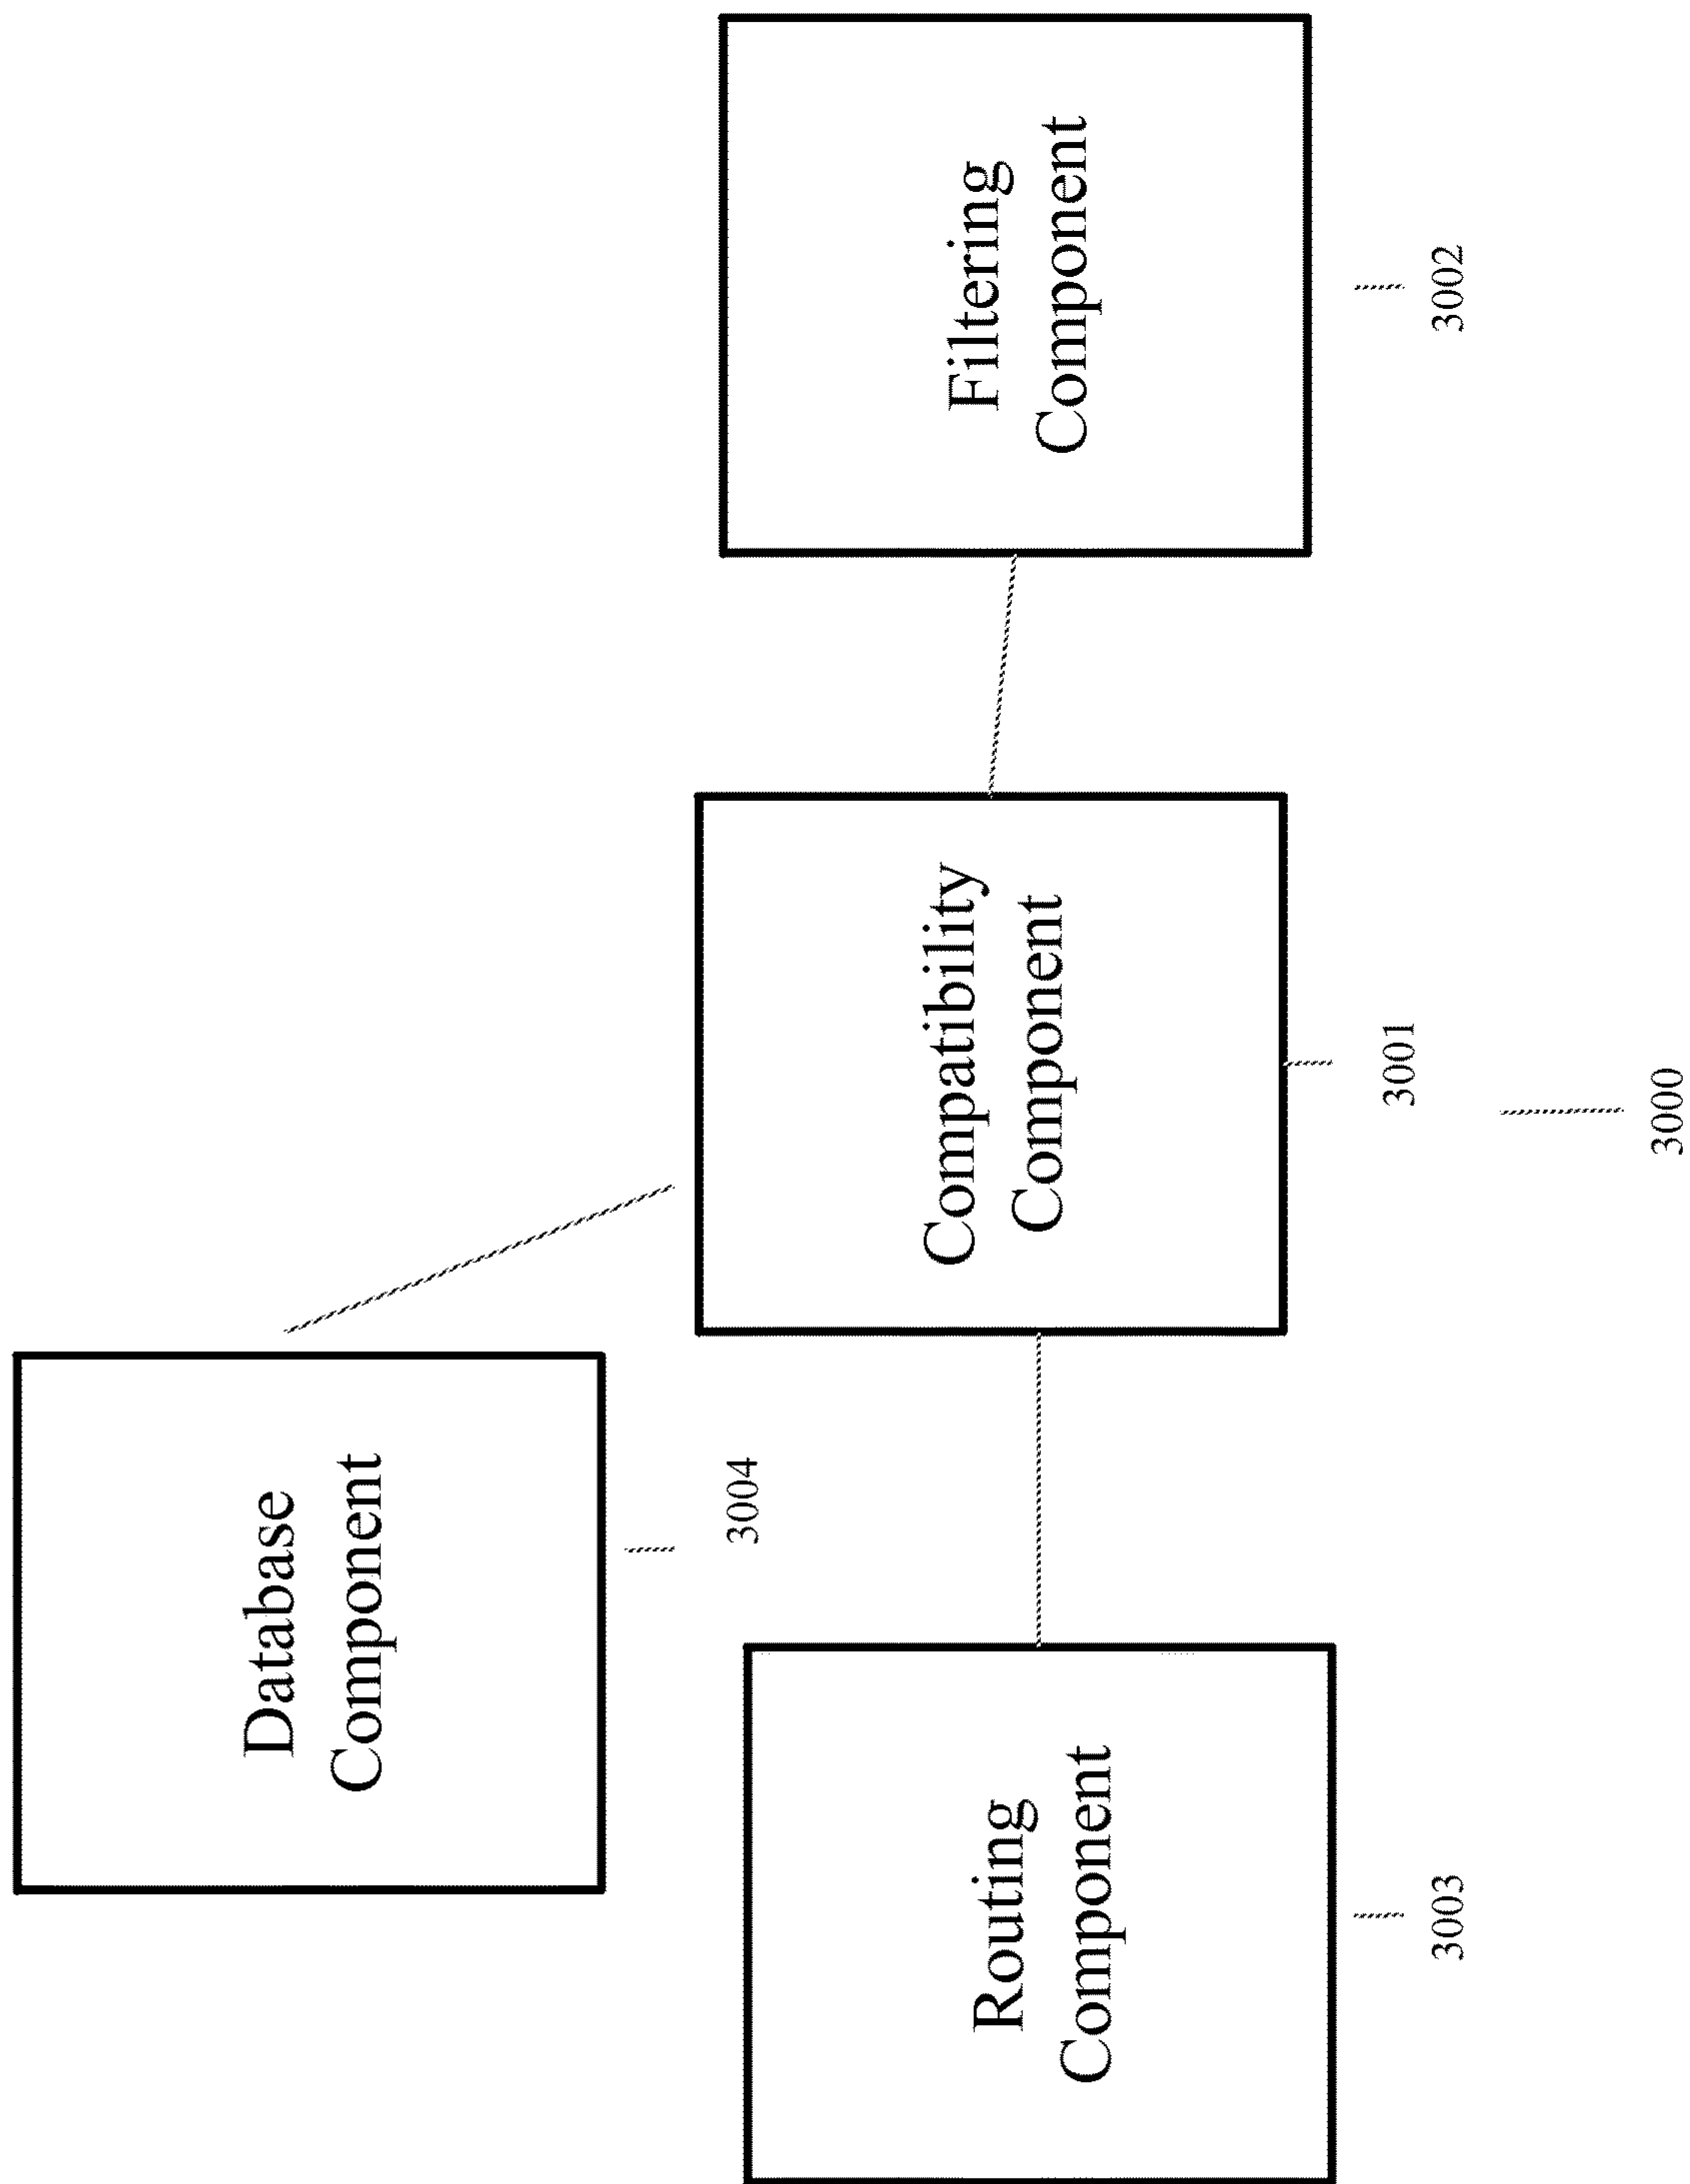 Database
Component
3004
Routing
Component
3003
Compatibility
Component
3001
Filtering
Component
3002
3000